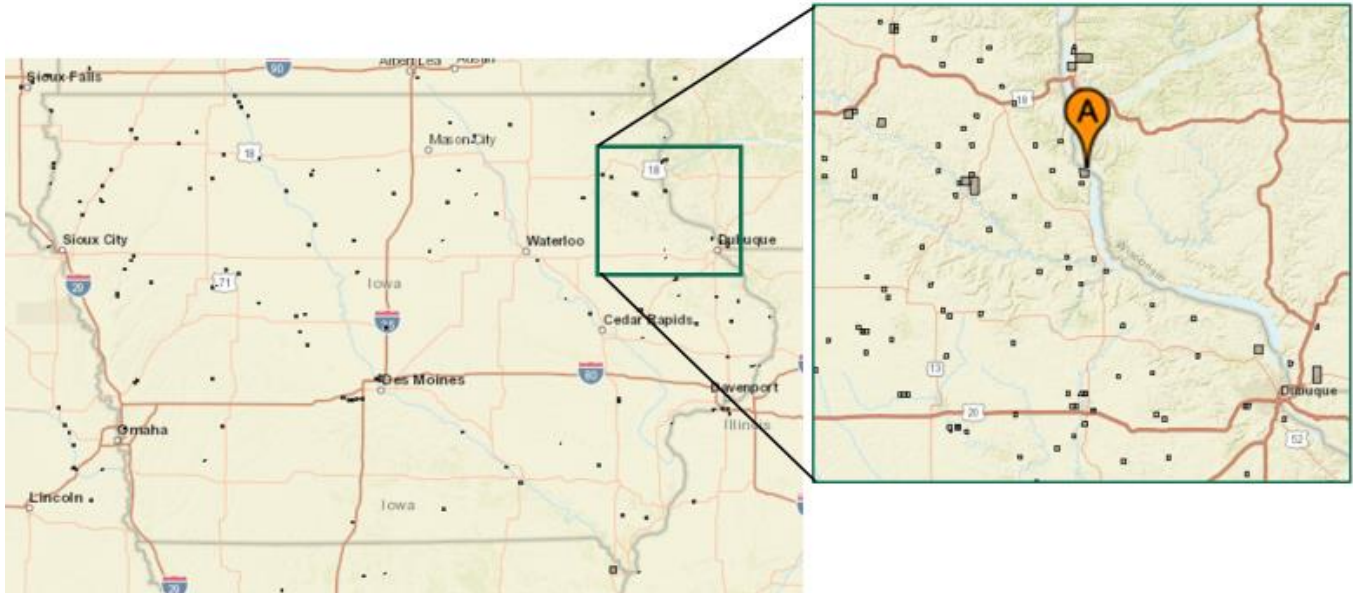 90
Albert Lea
Austin
Sioux Falls
18
Mason City
18
Sioux City
Waterloo
Dubuque
29
71
Iowa
35
Cedar Rapids
Des Moines
80
Davenport
Omaha
Illinois
Lincoln
Iowa
29
A
18
Wisconsin
13
20
Dubuque
52